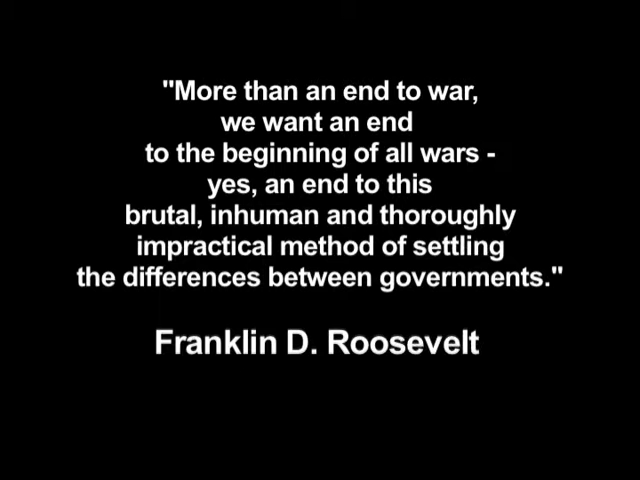 "More than an end to war,
we want an end
to the beginning of all wars -
yes, an end to this
brutal, inhuman and thoroughly
impractical method of settling
the differences between governments."
Franklin D. Roosevelt